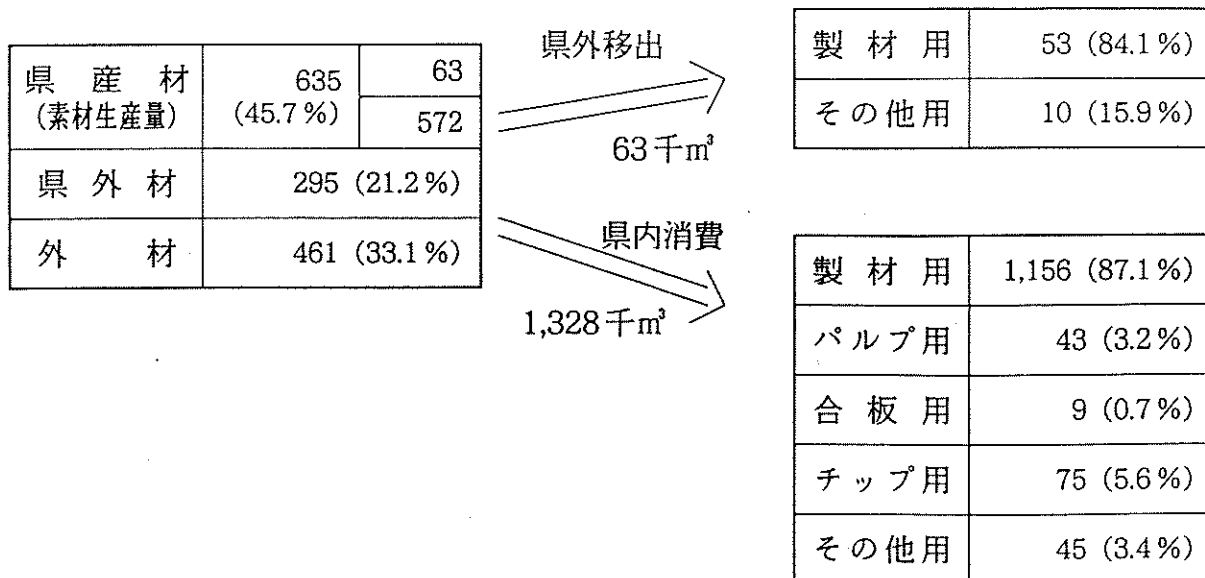 県産材 635 63
(素材生産量) (45.7%) 572
県外材 295 (21.2%)
外材 461 (33.1%)
県外移出
63千㎥
製材用 53 (84.1%)
その他用 10 (15.9%)
県内消費
1,328千㎥
製材用 1,156 (87.1%)
パルプ用 43 (3.2%)
合板用 9 (0.7%)
チップ用 75 (5.6%)
その他用 45 (3.4%)